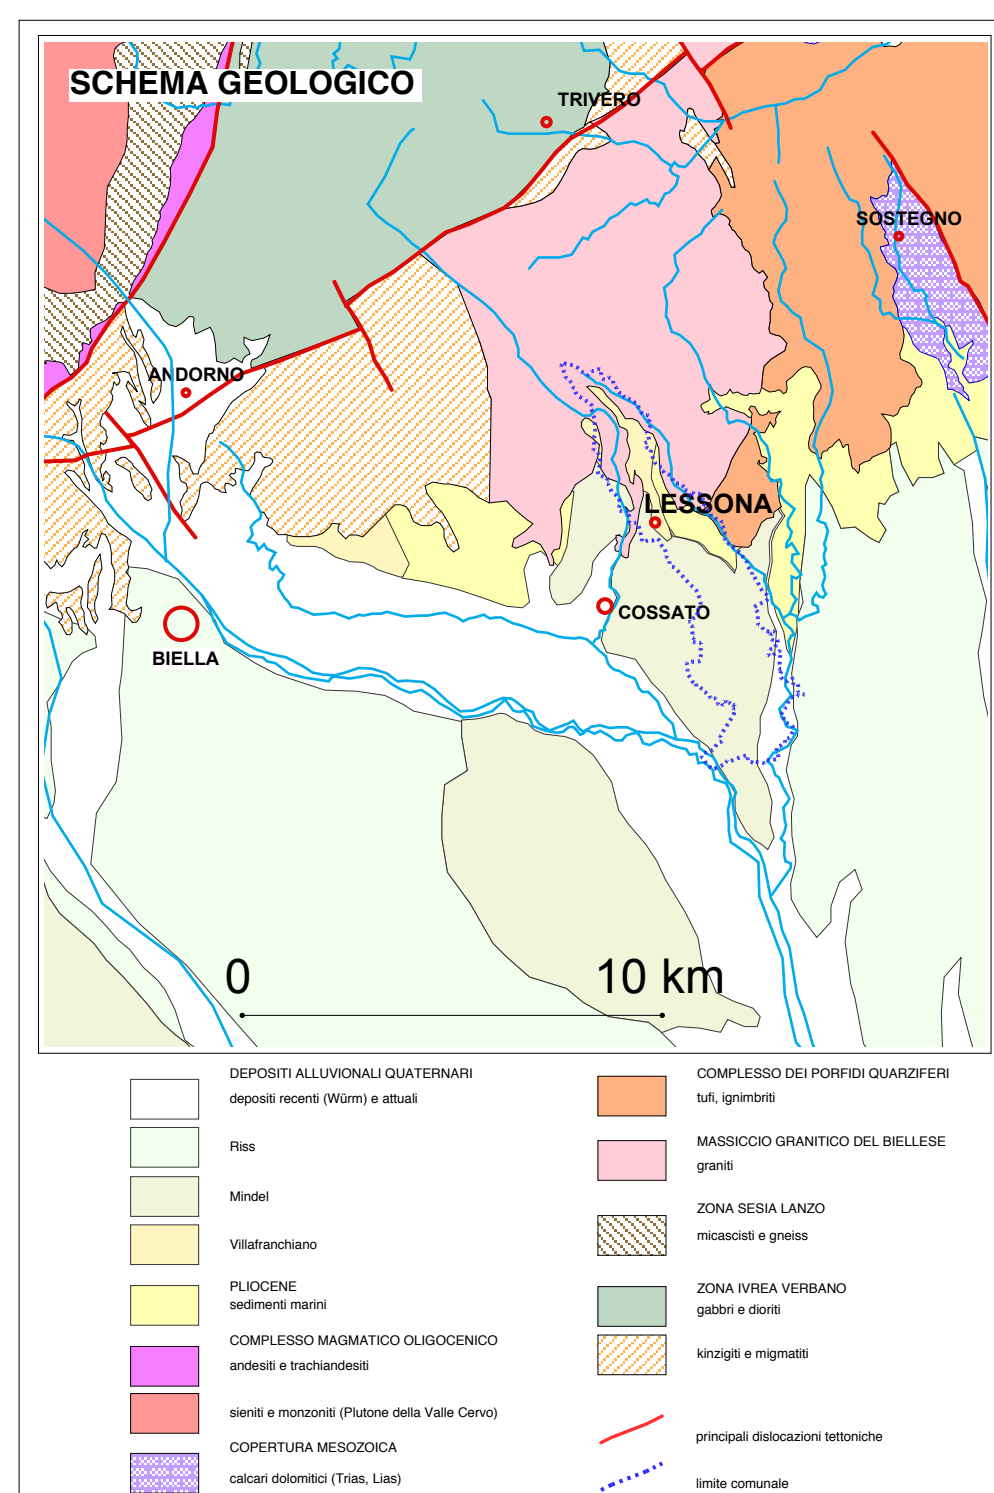 SCHEMA GEOLOGICO
TRIVERO
SOSTEGNO
ANDORNO
LESSONA
COSSATO
BIELLA
0
10 km
DEPOSITI ALLUVIONALI QUATERNARI
depositi recenti (Würm) e attuali
Riss
Mindel
Villafranchiano
PLIOCENE
sedimenti marini
COMPLESSO MAGMATICO OLIGOCENICO
andesiti e trachiandesiti
sieniti e monzoniti (Plutone della Valle Cervo)
COPERTURA MESOZOICA
calcari dolomitici (Trias, Lias)
COMPLESSO DEI PORFIDI QUARZIFERI
tufi, ignimbriti
MASSICCIO GRANITICO DEL BIELLESE
graniti
ZONA SESIA LANZO
micascisti e gneiss
ZONA IVREA VERBANO
gabbri e dioriti
kinzigiti e migmatiti
principali dislocazioni tettoniche
limite comunale